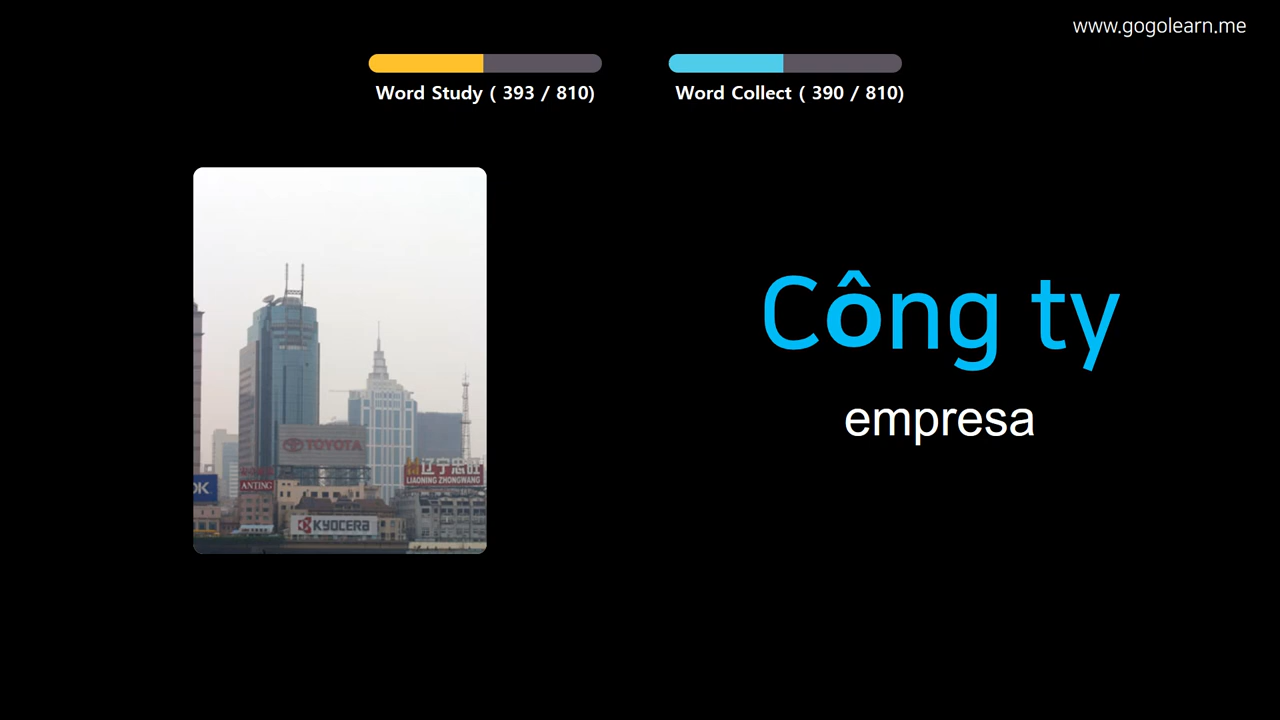 www.gogolearn.me
Word Study ( 393 / 810)
Word Collect ( 390 / 810)
Công ty
empresa
TOYOTA
辽宁忠旺
LIAONING ZHONGWANG
OK
ANTING
KYOCERA